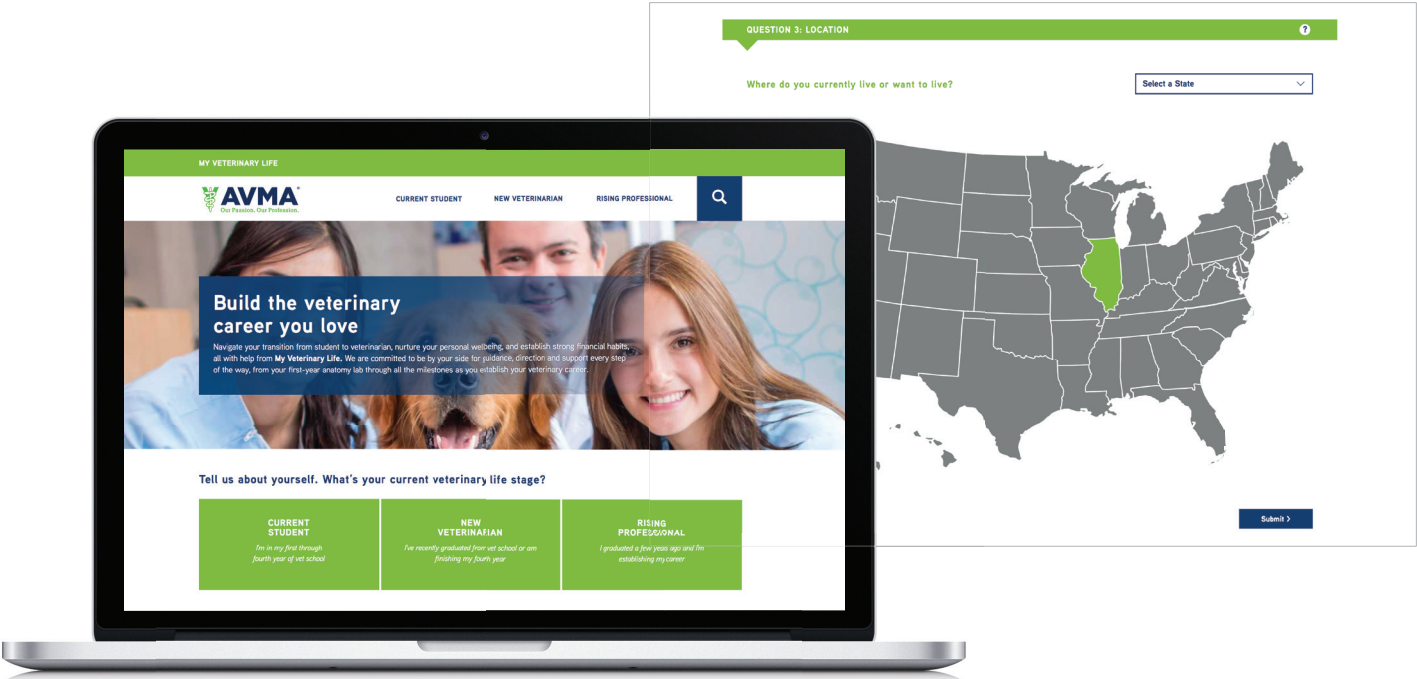 QUESTION 3: LOCATION
?
Where do you currently live or want to live?
Select a State
MY VETERINARY LIFE
AVMA®
Our Passion. Our Profession.
CURRENT STUDENT
NEW VETERINARIAN
RISING PROFESSIONAL
Build the veterinary
career you love
Navigate your transition from student to veterinarian, nurture your personal wellbeing, and establish strong financial habits,
all with help from My Veterinary Life. We are committed to be by your side for guidance, direction and support every step
of the way, from your first-year anatomy lab through all the milestones as you establish your veterinary career.
Tell us about yourself. What's your current veterinary life stage?
CURRENT
STUDENT
I'm in my first through
fourth year of vet school
NEW
VETERINARIAN
I've recently graduated from vet school or am
finishing my fourth year
RISING
PROFESSIONAL
I graduated a few years ago and I'm
establishing my career
Submit >